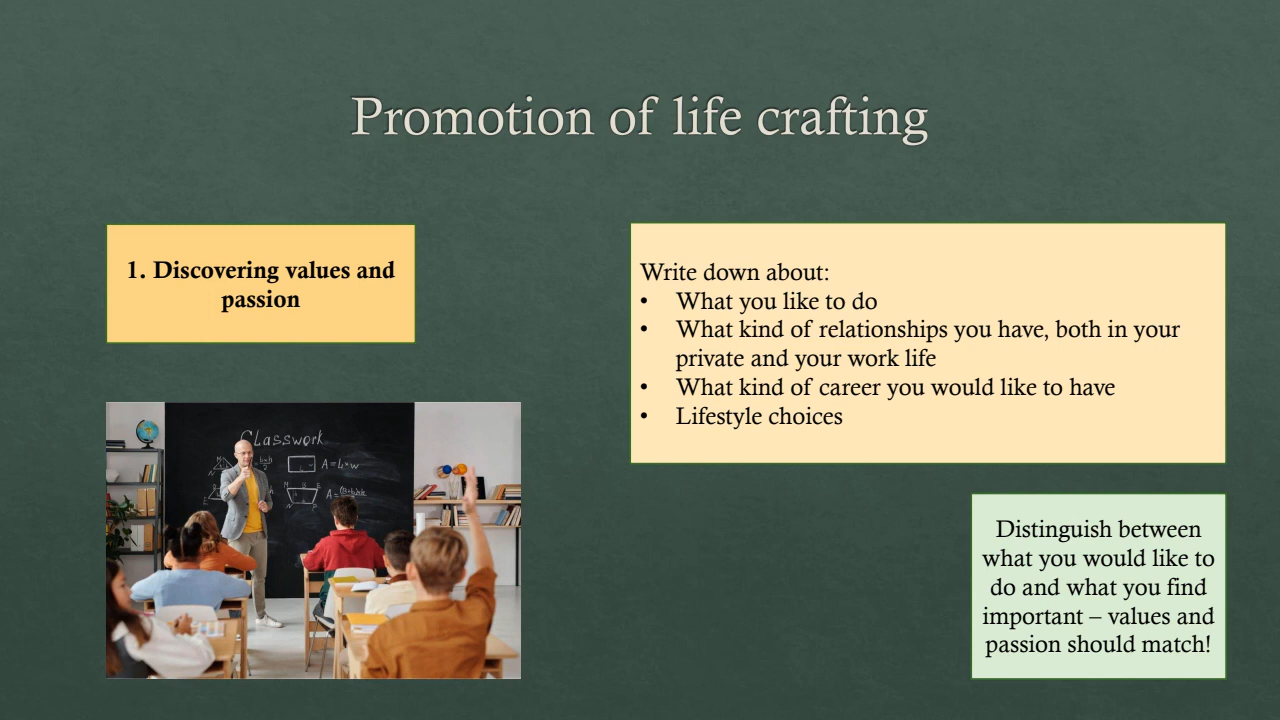 Promotion of life crafting
1. Discovering values and
passion
Write down about:
• What you like to do
• What kind of relationships you have, both in your
private and your work life
• What kind of career you would like to have
• Lifestyle choices
Classwork
Distinguish between
what you would like to
do and what you find
important – values and
passion should match!